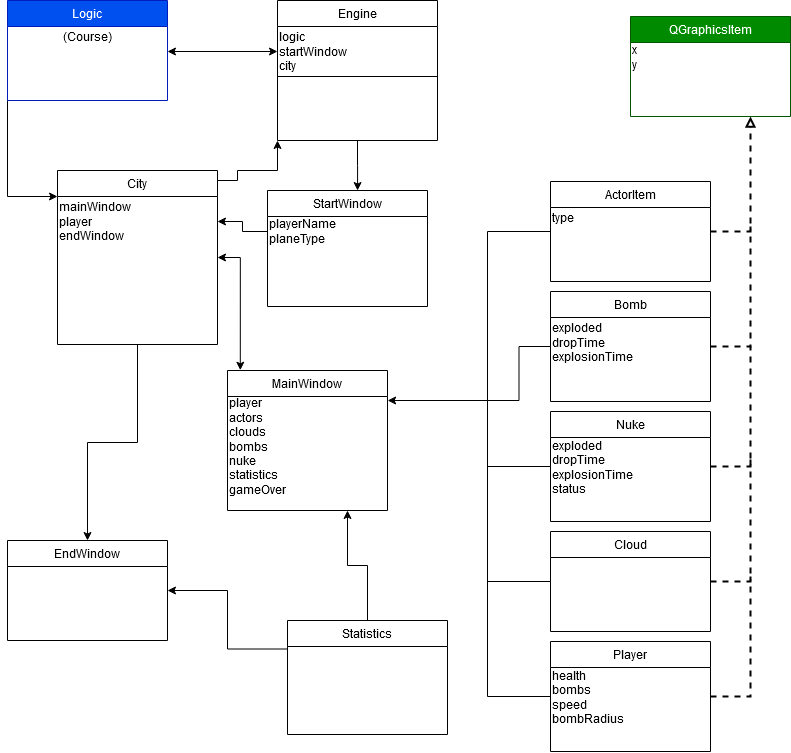 Logic
(Course)
Engine
logic
startWindow
city
QGraphicsItem
x
y
City
mainWindow
player
endWindow
StartWindow
playerName
planeType
ActorItem
type
Bomb
exploded
dropTime
explosionTime
MainWindow
player
actors
clouds
bombs
nuke
statistics
gameOver
Nuke
exploded
dropTime
explosionTime
status
Cloud
EndWindow
Statistics
Player
health
bombs
speed
bombRadius